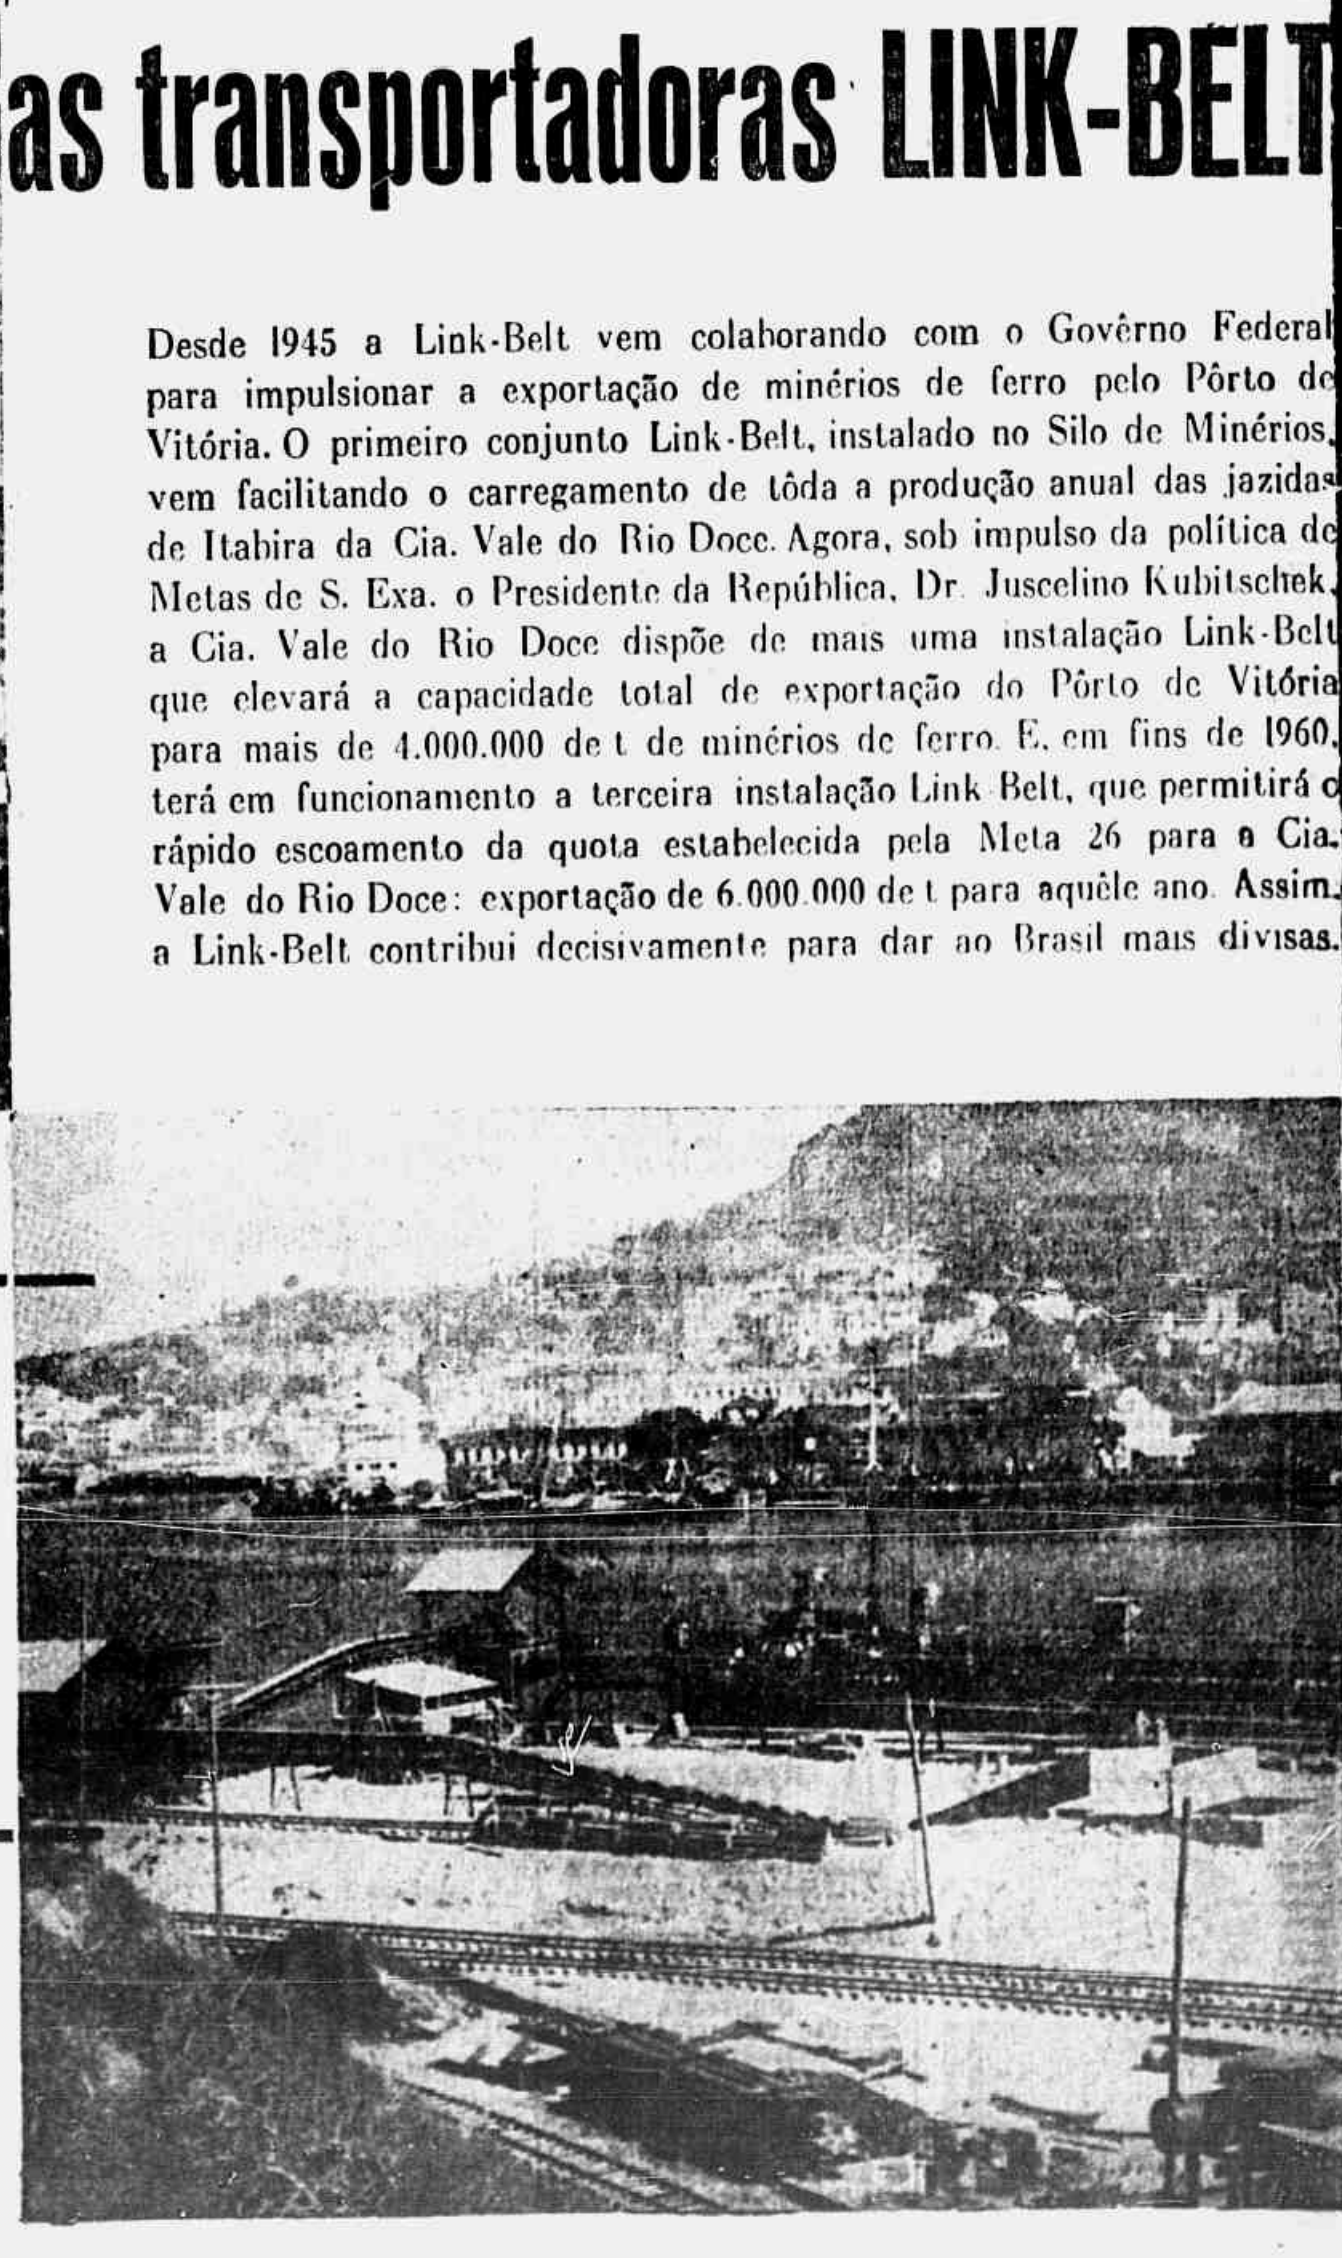 as transportadoras LINK-BELT
Desde 1945 a Link-Belt vem colaborando com o Govêrno Federal
para impulsionar a exportação de minérios de ferro pelo Pôrto de
Vitória. O primeiro conjunto Link-Belt, instalado no Silo de Minérios,
vem facilitando o carregamento de tôda a produção anual das jazidas
de Itabira da Cia. Vale do Rio Doce. Agora, sob impulso da política de
Metas de S. Exa. o Presidente da República, Dr. Juscelino Kubitschek,
a Cia. Vale do Rio Doce dispõe de mais uma instalação Link-Belt
que elevará a capacidade total de exportação do Pôrto de Vitória
para mais de 4.000.000 de t de minérios de ferro. E, em fins de 1960,
terá em funcionamento a terceira instalação Link-Belt, que permitirá o
rápido escoamento da quota estabelecida pela Meta 26 para a Cia.
Vale do Rio Doce: exportação de 6.000.000 de t para aquêle ano. Assim,
a Link-Belt contribui decisivamente para dar ao Brasil mais divisas.